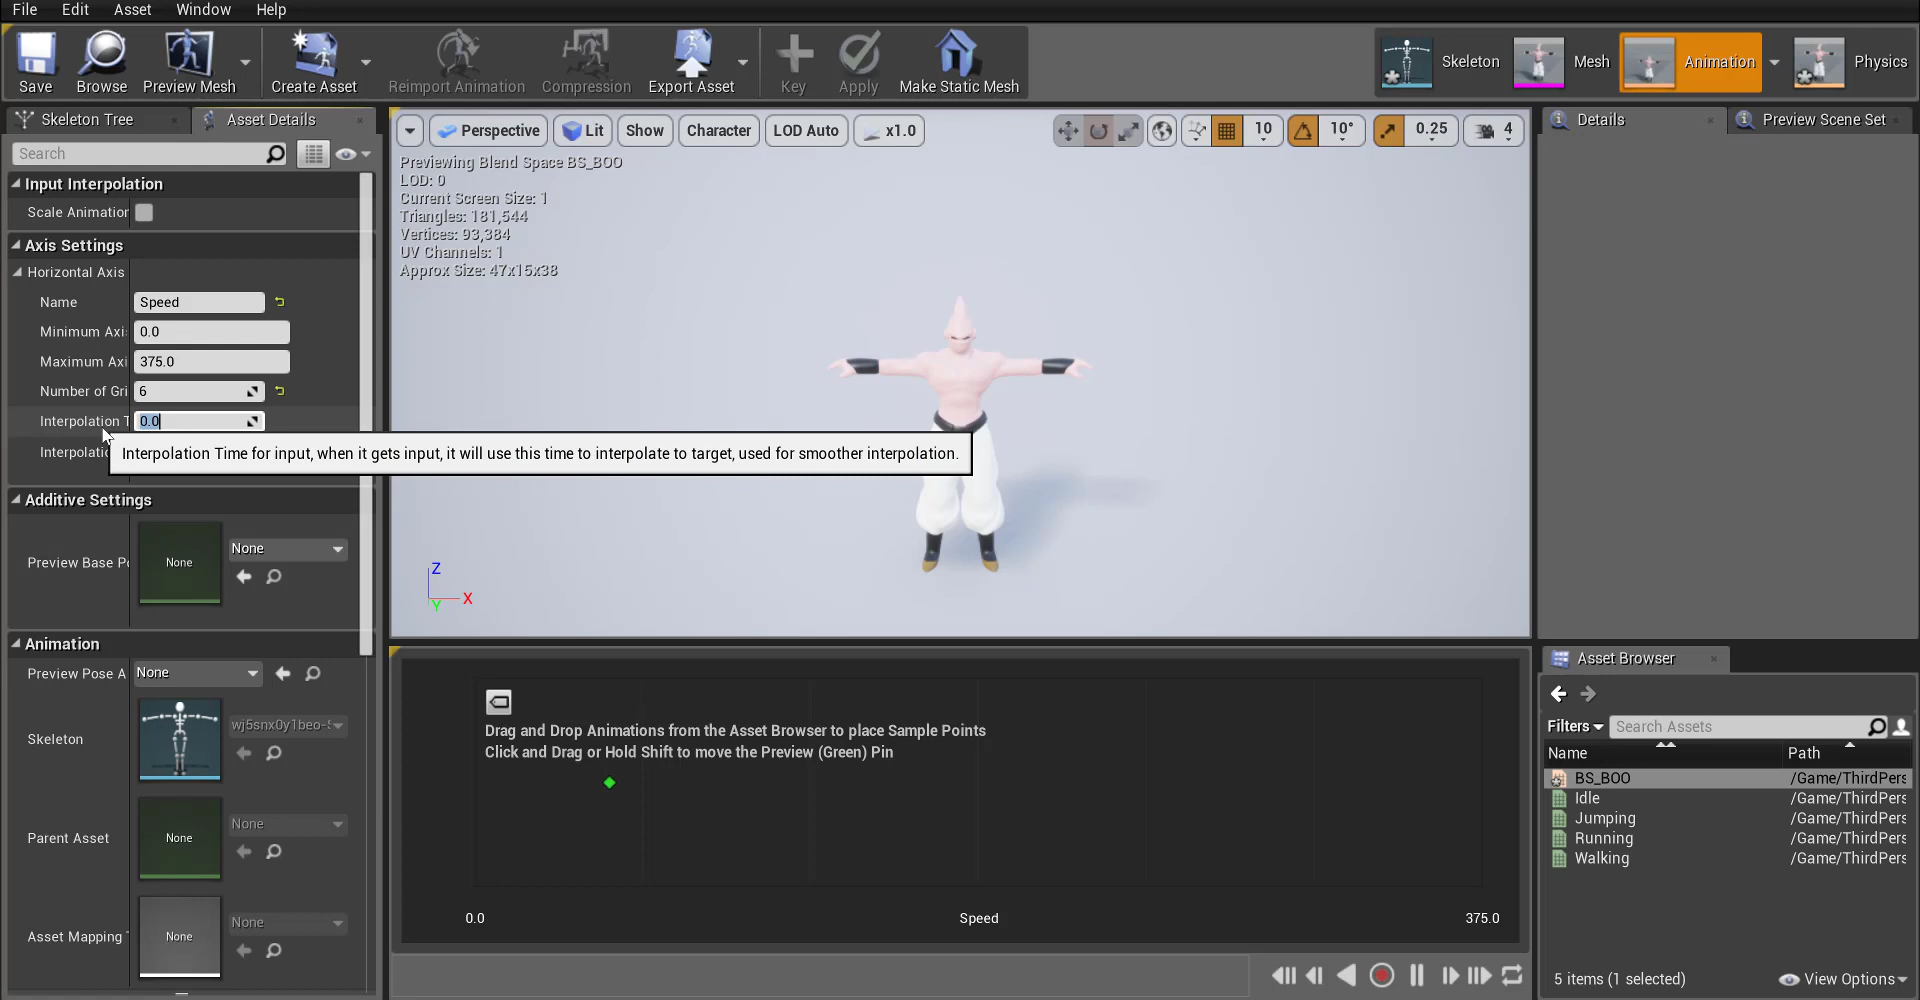 File Edit Asset Window Help
Save Browse Preview Mesh Create Asset Reimport Animation Compression Export Asset Key Apply Make Static Mesh Skeleton Mesh Animation Physics
Skeleton Tree Asset Details
Search
Input Interpolation
Scale Animation
Axis Settings
Horizontal Axis
Name Speed
Minimum Axi 0.0
Maximum Axi 375.0
Number of Gri 6
Interpolation T 0.0
Interpolatio
Interpolation Time for input, when it gets input, it will use this time to interpolate to target, used for smoother interpolation.
Additive Settings
Preview Base Po None None
Animation
Preview Pose A None
Skeleton wj5snx0y1beo-S
Parent Asset None None
Asset Mapping None None
Perspective Lit Show Character LOD Auto x1.0 10 10° 0.25 4
Previewing Blend Space BS_BOO
LOD: 0
Current Screen Size: 1
Triangles: 181,544
Vertices: 93,384
UV Channels: 1
Approx Size: 47x15x38
Z
X
Y
Drag and Drop Animations from the Asset Browser to place Sample Points
Click and Drag or Hold Shift to move the Preview (Green) Pin
0.0 Speed 375.0
Details Preview Scene Set
Asset Browser
Filters Search Assets
Name Path
BS_BOO /Game/ThirdPers
Idle /Game/ThirdPers
Jumping /Game/ThirdPers
Running /Game/ThirdPers
Walking /Game/ThirdPers
5 items (1 selected) View Options